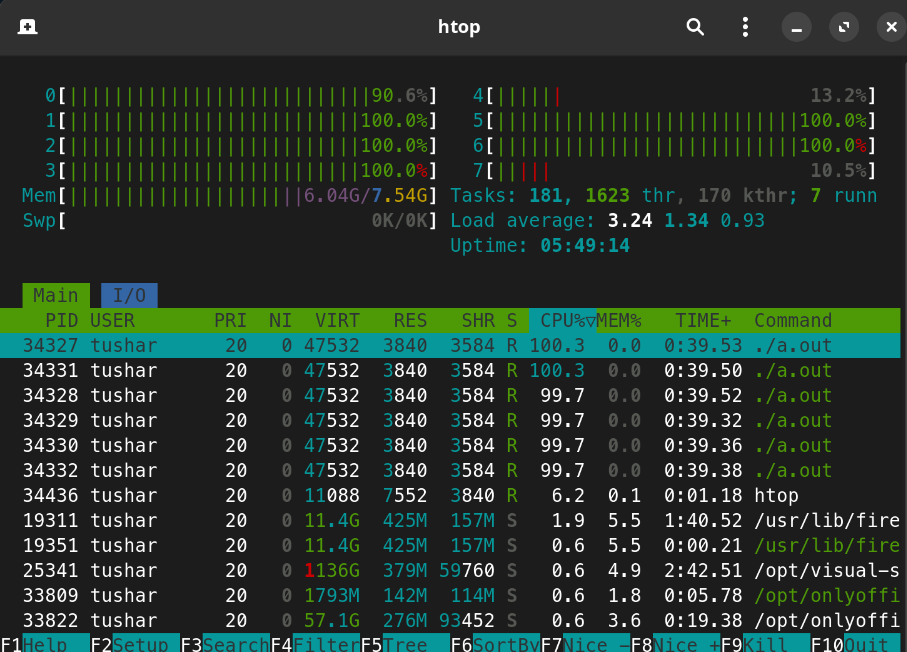 htop
0[||||||||||||||||||||||||||90.6%] 4[||||||13.2%]
1[|||||||||||||||||||||||||100.0%] 5[|||||||||||||||||||||||||100.0%]
2[|||||||||||||||||||||||||100.0%] 6[|||||||||||||||||||||||||100.0%]
3[|||||||||||||||||||||||||100.0%] 7[|||||10.5%]
Mem[|||||||||||||||||||||6.04G/7.54G] Tasks: 181, 1623 thr, 170 kthr; 7 runn
Swp[0K/0K] Load average: 3.24 1.34 0.93
Uptime: 05:49:14
Main I/O
PID USER PRI NI VIRT RES SHR S CPU%▽MEM% TIME+ Command
34327 tushar 20 0 47532 3840 3584 R 100.3 0.0 0:39.53 ./a.out
34331 tushar 20 0 47532 3840 3584 R 100.3 0.0 0:39.50 ./a.out
34328 tushar 20 0 47532 3840 3584 R 99.7 0.0 0:39.52 ./a.out
34329 tushar 20 0 47532 3840 3584 R 99.7 0.0 0:39.32 ./a.out
34330 tushar 20 0 47532 3840 3584 R 99.7 0.0 0:39.36 ./a.out
34332 tushar 20 0 47532 3840 3584 R 99.7 0.0 0:39.38 ./a.out
34436 tushar 20 0 11088 7552 3840 R 6.2 0.1 0:01.18 htop
19311 tushar 20 0 11.4G 425M 157M S 1.9 5.5 1:40.52 /usr/lib/fire
19351 tushar 20 0 11.4G 425M 157M S 0.6 5.5 0:00.21 /usr/lib/fire
25341 tushar 20 0 1136G 379M 59760 S 0.6 4.9 2:42.51 /opt/visual-s
33809 tushar 20 0 1793M 142M 114M S 0.6 1.8 0:05.78 /opt/onlyoffi
33822 tushar 20 0 57.1G 276M 93452 S 0.6 3.6 0:19.38 /opt/onlyoffi
F1Help F2Setup F3SearchF4FilterF5Tree F6SortByF7Nice -F8Nice +F9Kill F10Quit